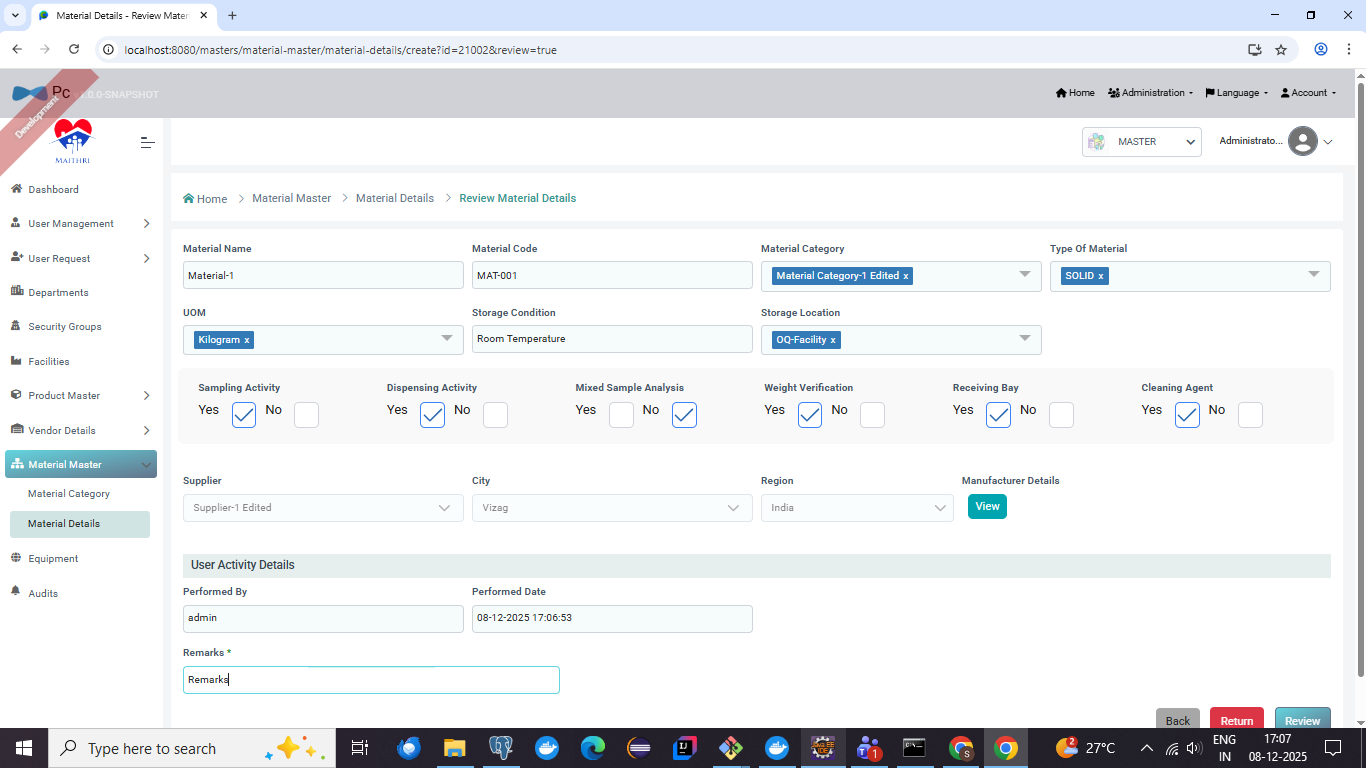 Material Details - Review Mater
localhost:8080/masters/material-master/material-details/create?id=21002&review=true
Pc v1.0.0-SNAPSHOT
Development
Home Administration Language Account
MAITHRI
MASTER Administrato...
Dashboard
User Management
User Request
Departments
Security Groups
Facilities
Product Master
Vendor Details
Material Master
Material Category
Material Details
Equipment
Audits
Home Material Master Material Details Review Material Details
Material Name Material Code Material Category Type Of Material
Material-1 MAT-001 Material Category-1 Edited x SOLID x
UOM Storage Condition Storage Location
Kilogram x Room Temperature OQ-Facility x
Sampling Activity Dispensing Activity Mixed Sample Analysis Weight Verification Receiving Bay Cleaning Agent
Yes No Yes No Yes No Yes No Yes No Yes No
Supplier City Region Manufacturer Details
Supplier-1 Edited Vizag India View
User Activity Details
Performed By Performed Date
admin 08-12-2025 17:06:53
Remarks *
Remarks
Back Return Review
Type here to search
2 27°C
1
S
ENG
IN
17:07
08-12-2025